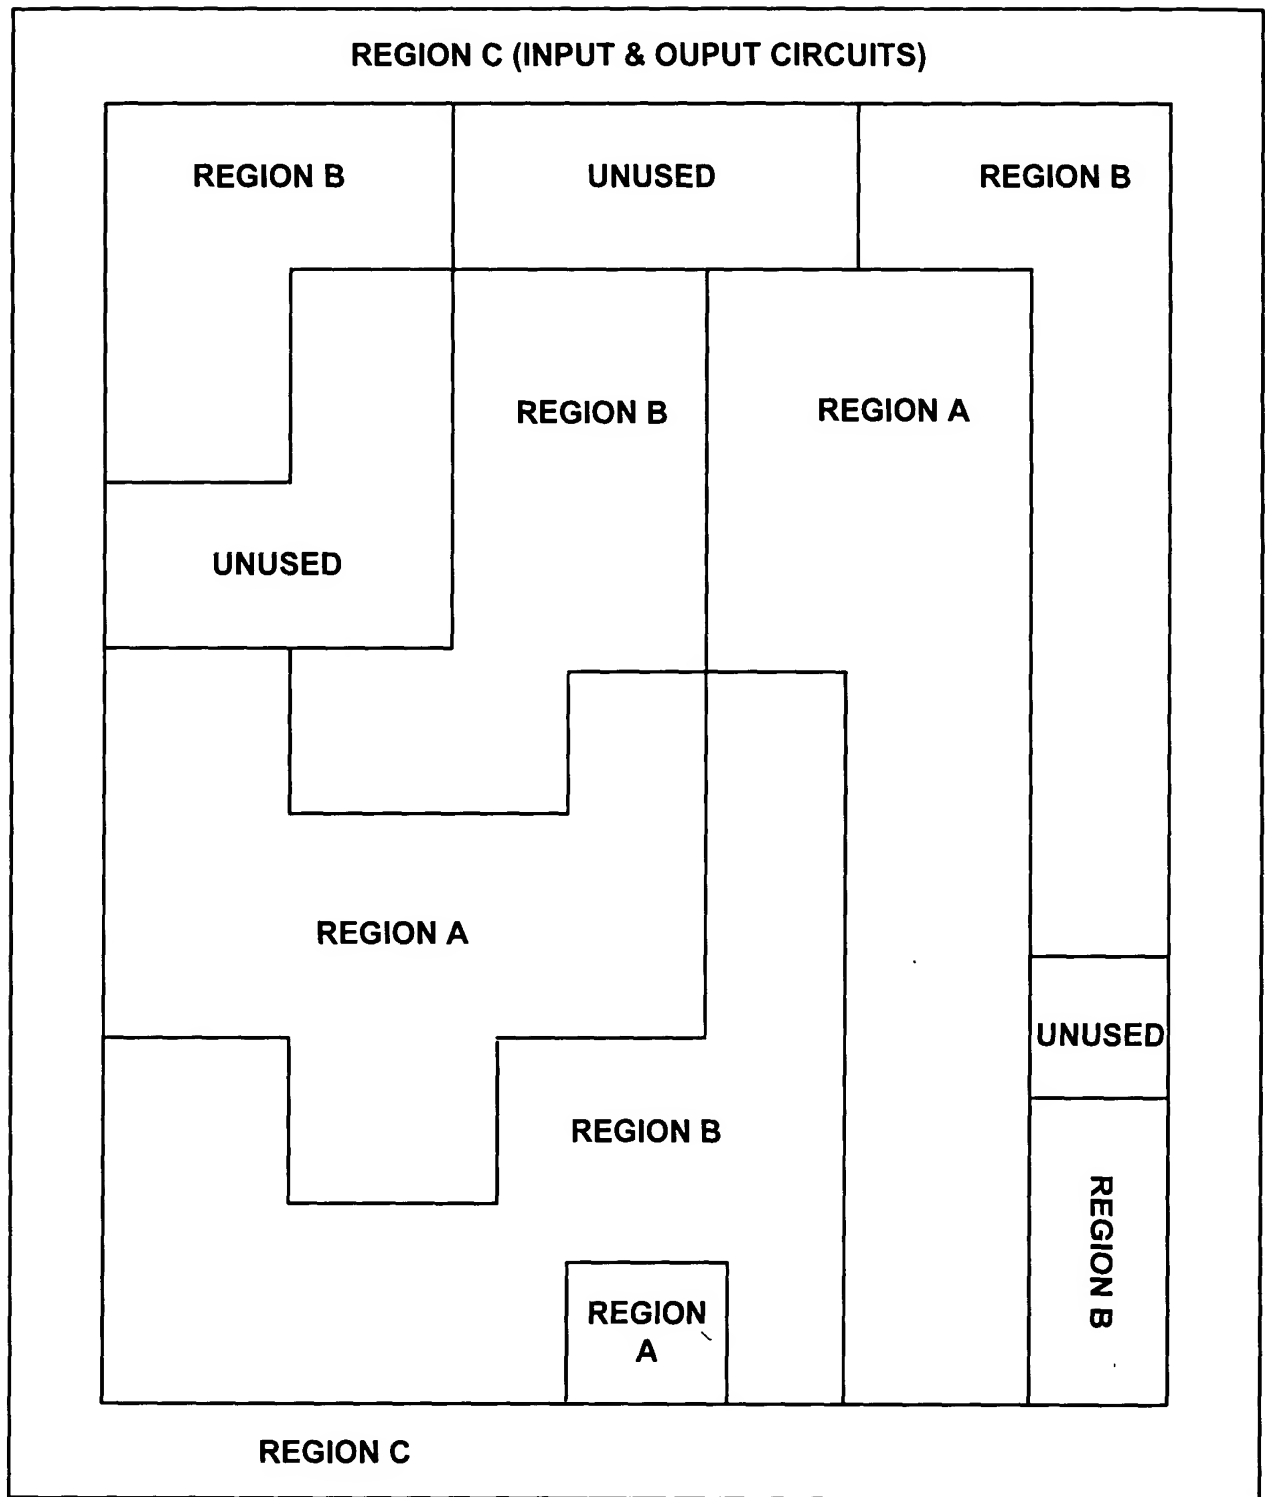 REGION C (INPUT & OUPUT CIRCUITS)
REGION B
UNUSED
REGION B
REGION B
REGION A
UNUSED
REGION A
UNUSED
REGION B
REGION B
REGION
A
REGION C